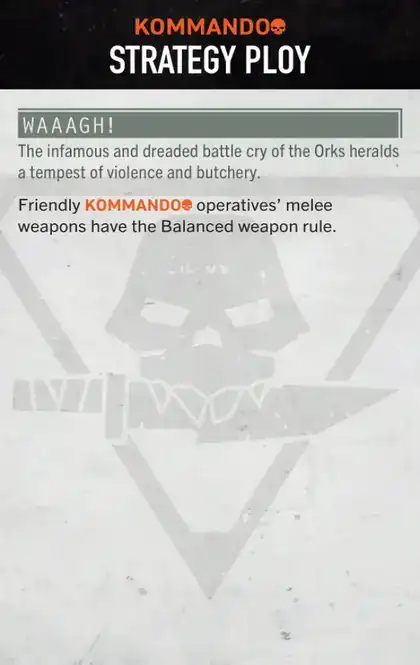 KOMMANDO
STRATEGY PLOY
WAAAGH!
The infamous and dreaded battle cry of the Orks heralds
a tempest of violence and butchery.
Friendly KOMMANDO operatives' melee
weapons have the Balanced weapon rule.